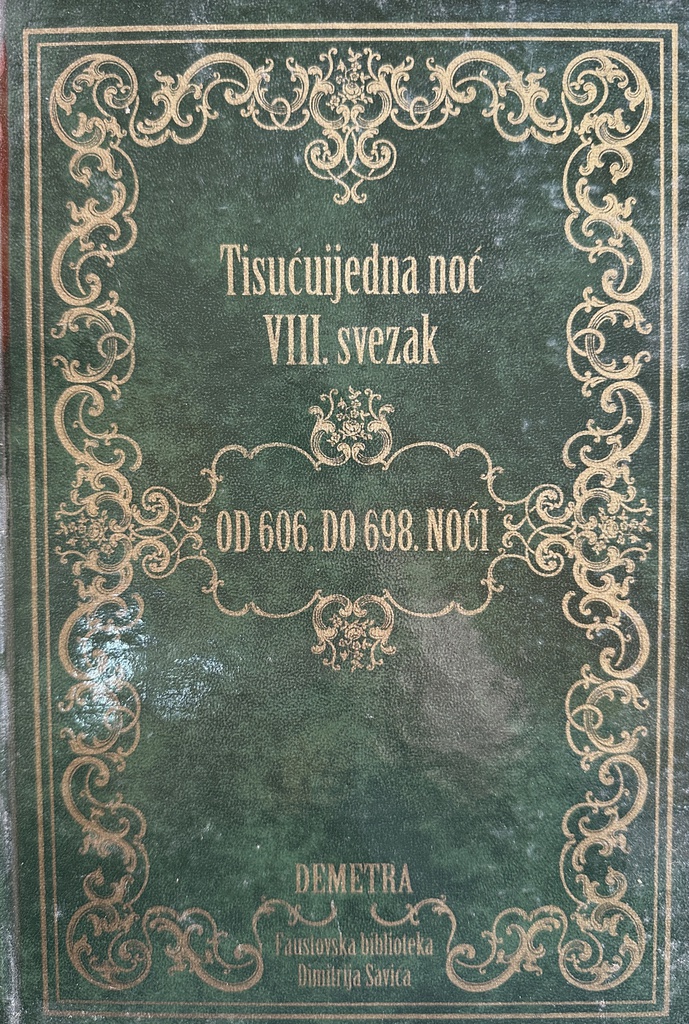 Tisućuijedna noć
VIII. svezak
OD 606. DO 698. NOĆI
DEMETRA
Faustovska biblioteka
Dimitrija Savića